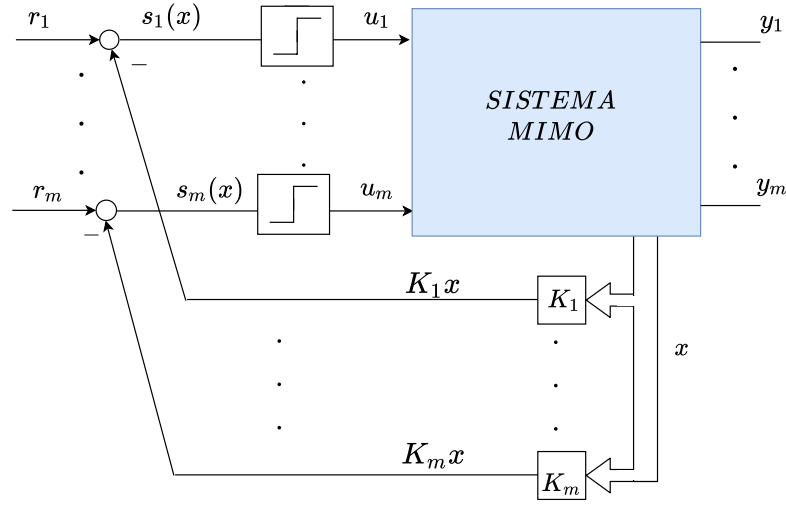 r₁ s₁(x) u₁ y₁
−
SISTEMA
MIMO
rₘ sₘ(x) uₘ yₘ
−
K₁x K₁
x
Kₘx Kₘ